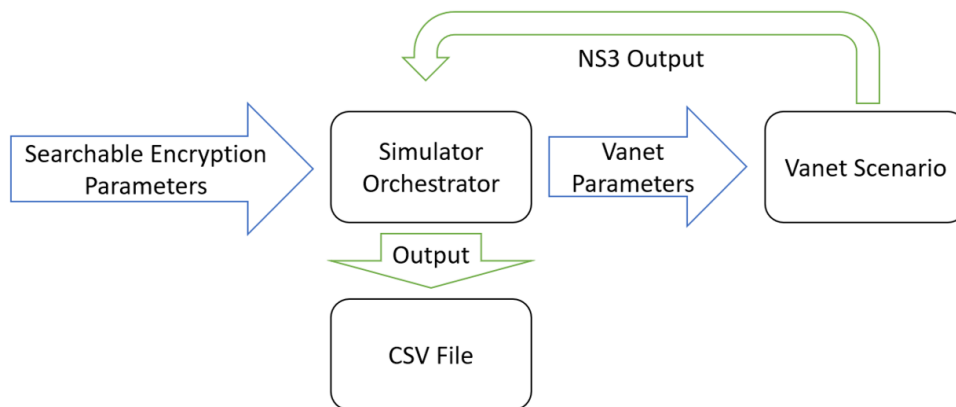 NS3 Output
Searchable Encryption
Parameters
Simulator
Orchestrator
Vanet
Parameters
Vanet Scenario
Output
CSV File